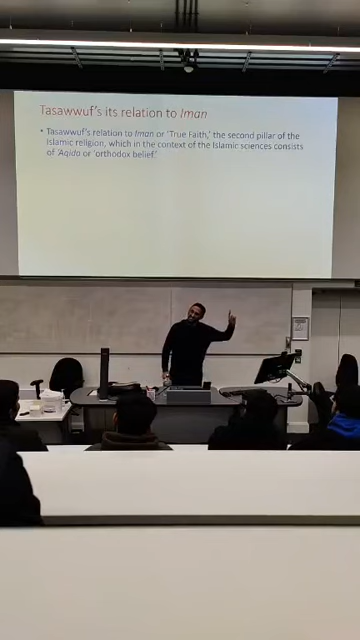 Tasawwuf's its relation to Iman
• Tasawwuf's relation to Iman or 'True Faith,' the second pillar of the
Islamic religion, which in the context of the Islamic sciences consists
of 'Aqida or 'orthodox belief.'